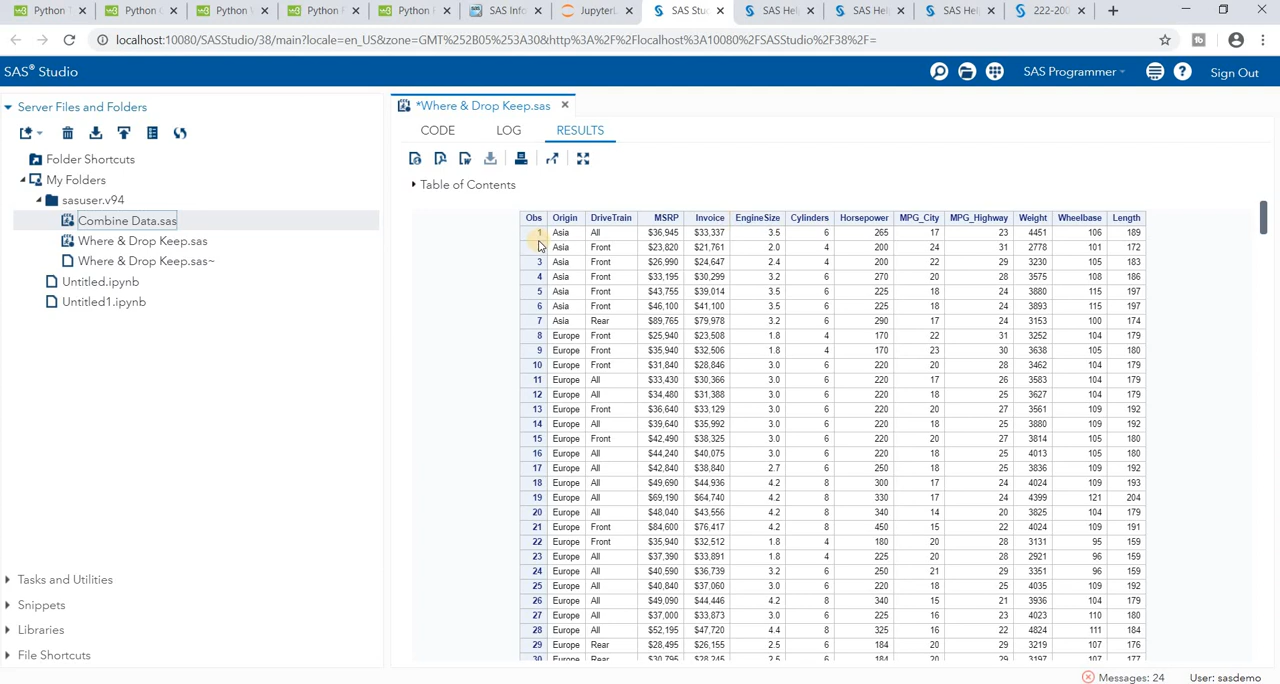 Python T
Python (
Python V
Python F
Python F
SAS Info
JupyterL
SAS Stu
SAS Hel
SAS Hel
SAS Hel
222-200
localhost:10080/SASStudio/38/main?locale=en_US&zone=GMT%252B05%253A30&http%3A%2F%2Flocalhost%3A10080%2FSASStudio%2F38%2F=
SAS® Studio
SAS Programmer
Sign Out
Server Files and Folders
Folder Shortcuts
My Folders
sasuser.v94
Combine Data.sas
Where & Drop Keep.sas
Where & Drop Keep.sas~
Untitled.ipynb
Untitled1.ipynb
Tasks and Utilities
Snippets
Libraries
File Shortcuts
*Where & Drop Keep.sas
CODE LOG RESULTS
Table of Contents
Obs Origin DriveTrain MSRP Invoice EngineSize Cylinders Horsepower MPG_City MPG_Highway Weight Wheelbase Length
1 Asia All $36,945 $33,337 3.5 6 265 17 23 4451 106 189
Asia Front $23,820 $21,761 2.0 4 200 24 31 2778 101 172
3 Asia Front $26,990 $24,647 2.4 4 200 22 29 3230 105 183
4 Asia Front $33,195 $30,299 3.2 6 270 20 28 3575 108 186
5 Asia Front $43,755 $39,014 3.5 6 225 18 24 3880 115 197
6 Asia Front $46,100 $41,100 3.5 6 225 18 24 3893 115 197
7 Asia Rear $89,765 $79,978 3.2 6 290 17 24 3153 100 174
8 Europe Front $25,940 $23,508 1.8 4 170 22 31 3252 104 179
9 Europe Front $35,940 $32,506 1.8 4 170 23 30 3638 105 180
10 Europe Front $31,840 $28,846 3.0 6 220 20 28 3462 104 179
11 Europe All $33,430 $30,366 3.0 6 220 17 26 3583 104 179
12 Europe All $34,480 $31,388 3.0 6 220 18 25 3627 104 179
13 Europe Front $36,640 $33,129 3.0 6 220 20 27 3561 109 192
14 Europe All $39,640 $35,992 3.0 6 220 18 25 3880 109 192
15 Europe Front $42,490 $38,325 3.0 6 220 20 27 3814 105 180
16 Europe All $44,240 $40,075 3.0 6 220 18 25 4013 105 180
17 Europe All $42,840 $38,840 2.7 6 250 18 25 3836 109 192
18 Europe All $49,690 $44,936 4.2 8 300 17 24 4024 109 193
19 Europe All $69,190 $64,740 4.2 8 330 17 24 4399 121 204
20 Europe All $48,040 $43,556 4.2 8 340 14 20 3825 104 179
21 Europe Front $84,600 $76,417 4.2 8 450 15 22 4024 109 191
22 Europe Front $35,940 $32,512 1.8 4 180 20 28 3131 95 159
23 Europe All $37,390 $33,891 1.8 4 225 20 28 2921 96 159
24 Europe All $40,590 $36,739 3.2 6 250 21 29 3351 96 159
25 Europe All $40,840 $37,060 3.0 6 220 18 25 4035 109 192
26 Europe All $49,090 $44,446 4.2 8 340 15 21 3936 104 179
27 Europe All $37,000 $33,873 3.0 6 225 16 23 4023 110 180
28 Europe All $52,195 $47,720 4.4 8 325 16 22 4824 111 184
29 Europe Rear $28,495 $26,155 2.5 6 184 20 29 3219 107 176
30 Europe Rear $30,795 $28,245 2.5 6 184 20 29 3197 107 177
Messages: 24
User: sasdemo